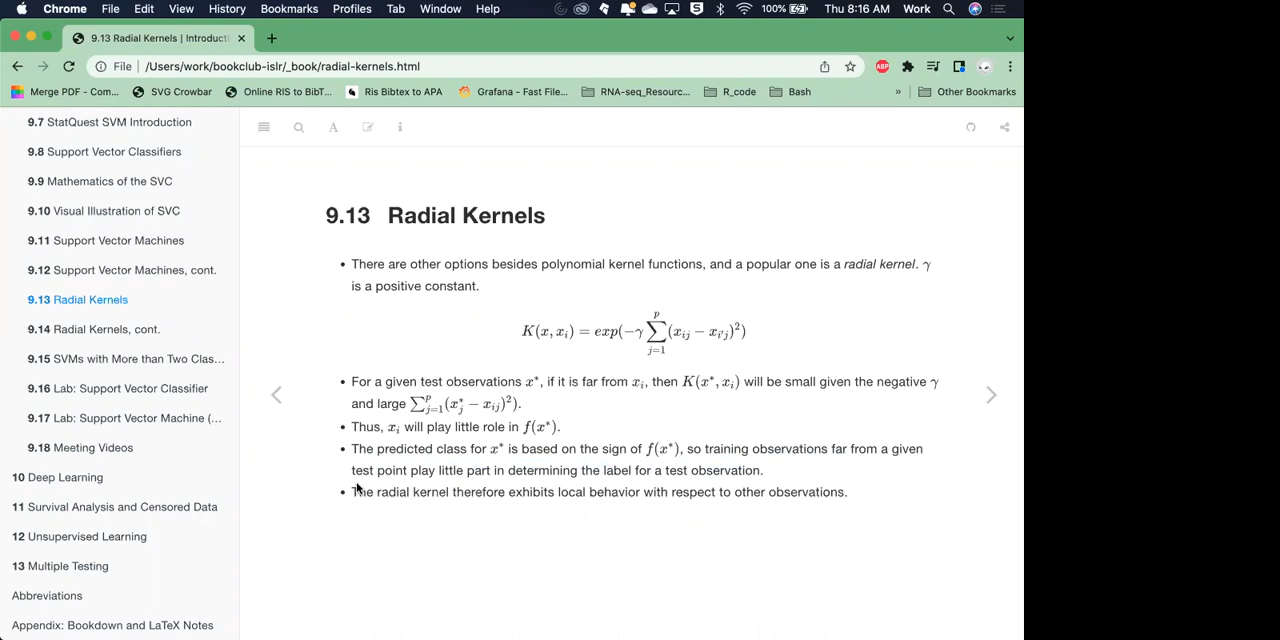 Chrome File Edit View History Bookmarks Profiles Tab Window Help 100% Thu 8:16 AM Work
9.13 Radial Kernels | Introducti
File | /Users/work/bookclub-islr/_book/radial-kernels.html
ABP
Merge PDF - Com... SVG Crowbar Online RIS to BibT... Ris Bibtex to APA Grafana - Fast File... RNA-seq_Resourc... R_code Bash » Other Bookmarks
9.7 StatQuest SVM Introduction
9.8 Support Vector Classifiers
9.9 Mathematics of the SVC
9.10 Visual Illustration of SVC
9.11 Support Vector Machines
9.12 Support Vector Machines, cont.
9.13 Radial Kernels
9.14 Radial Kernels, cont.
9.15 SVMs with More than Two Clas...
9.16 Lab: Support Vector Classifier
9.17 Lab: Support Vector Machine (...
9.18 Meeting Videos
10 Deep Learning
11 Survival Analysis and Censored Data
12 Unsupervised Learning
13 Multiple Testing
Abbreviations
Appendix: Bookdown and LaTeX Notes
9.13 Radial Kernels
• There are other options besides polynomial kernel functions, and a popular one is a radial kernel. γ
is a positive constant.
K(x, x_i) = exp(−γ ∑_{j=1}^{p} (x_{ij} − x_{i'j})^2)
• For a given test observations x*, if it is far from x_i, then K(x*, x_i) will be small given the negative γ
and large ∑_{j=1}^{p}(x_j^* − x_{ij})^2).
• Thus, x_i will play little role in f(x*).
• The predicted class for x* is based on the sign of f(x*), so training observations far from a given
test point play little part in determining the label for a test observation.
• The radial kernel therefore exhibits local behavior with respect to other observations.